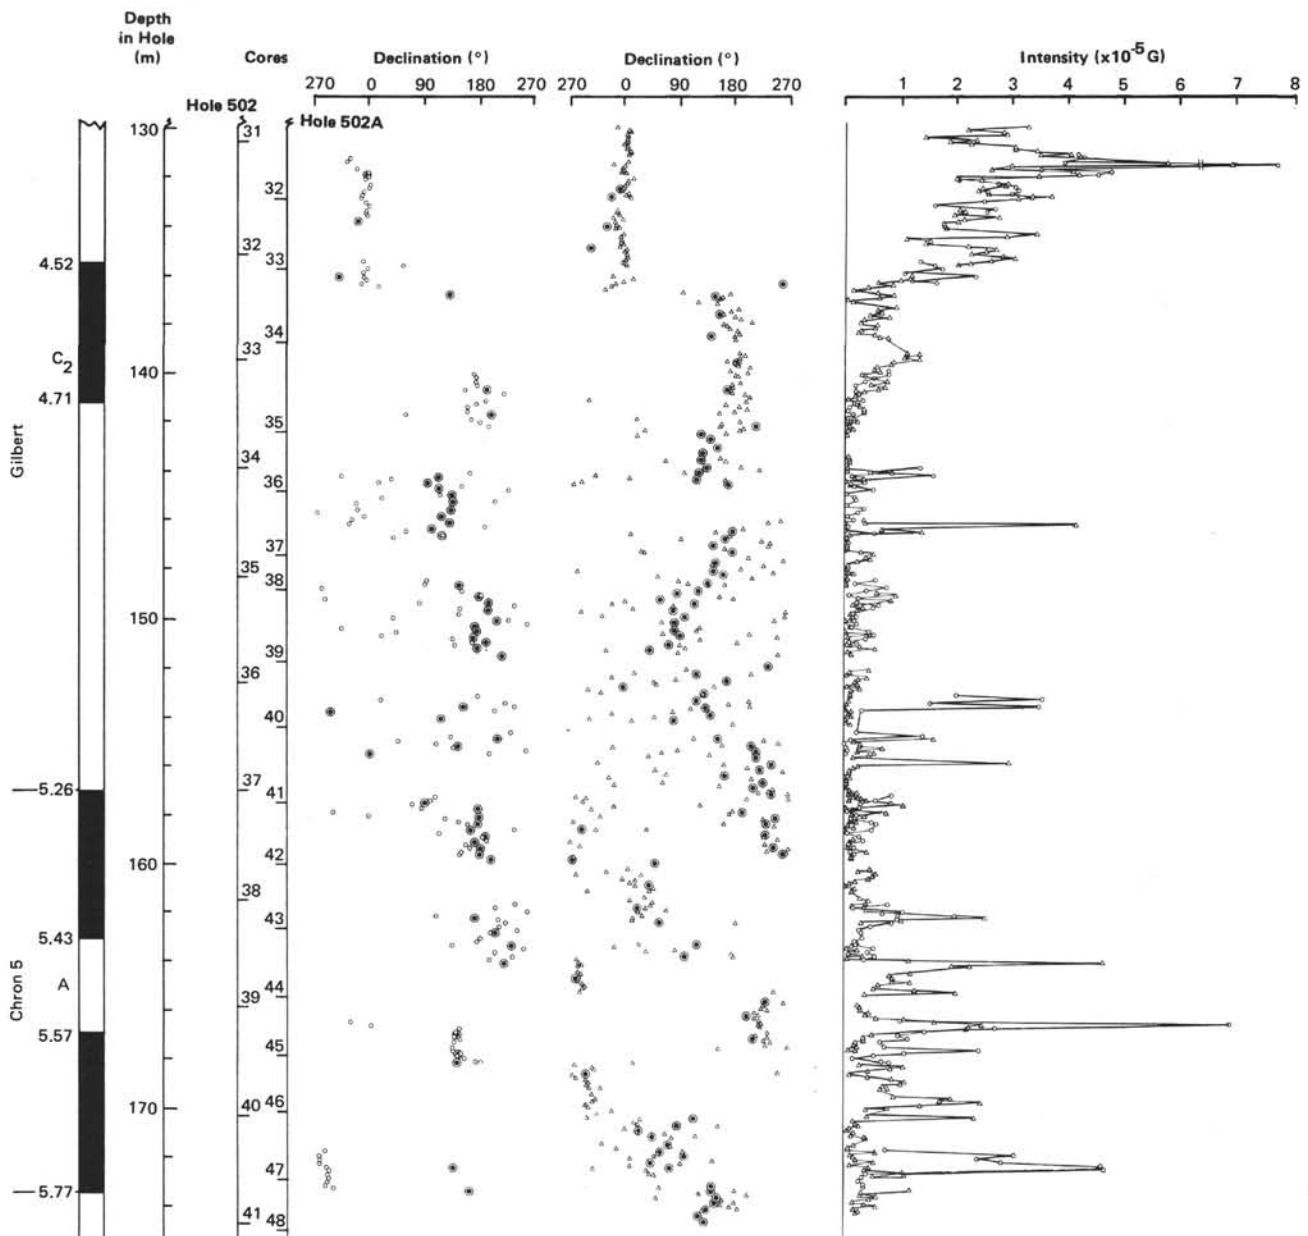 Depth
in Hole
(m)
Cores
Declination (°)
Declination (°)
Intensity (x10⁻⁵G)
270 0 90 180 270
270 0 90 180 270
1 2 3 4 5 6 7 8
Hole 502
Hole 502A
130
31
32
32
4.52
33
34
33
C₂
140
4.71
35
Gilbert
34
36
37
35
38
150
39
36
40
37
5.26
41
160
42
38
43
5.43
Chron 5
A
44
39
5.57
45
170
40
46
47
5.77
41
48